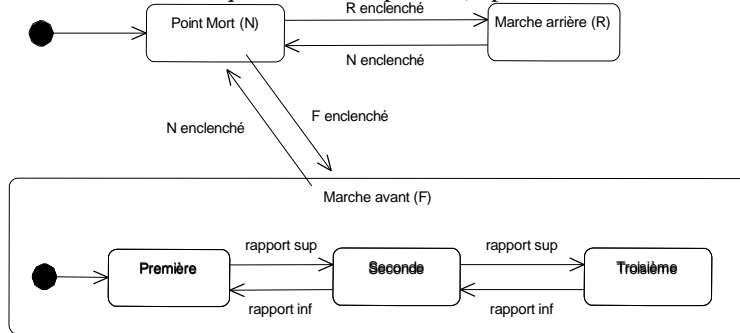 R enclenché
Point Mort (N)
Marche arrière (R)
N enclenché
F enclenché
N enclenché
Marche avant (F)
rapport sup
rapport sup
Première
Seconde
Troisième
rapport inf
rapport inf